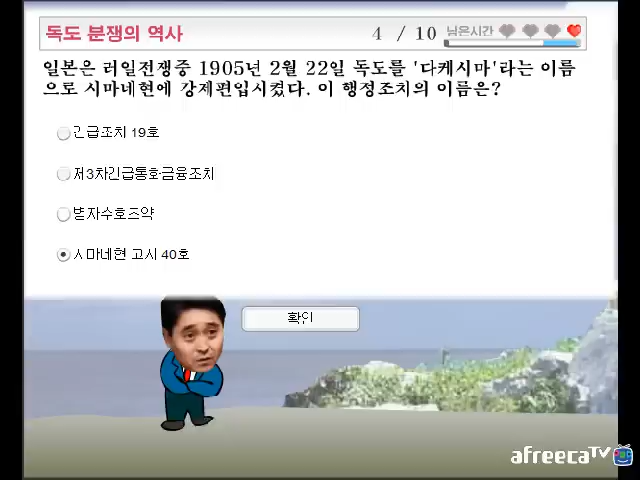 독도 분쟁의 역사
4 / 10
남은시간
일본은 러일전쟁중 1905년 2월 22일 독도를 '다케시마'라는 이름
으로 시마네현에 강제편입시켰다. 이 행정조치의 이름은?
긴급조치 19호
제3차긴급통화금융조치
병자수호조약
시마네현 고시 40호
확인
afreecaTV